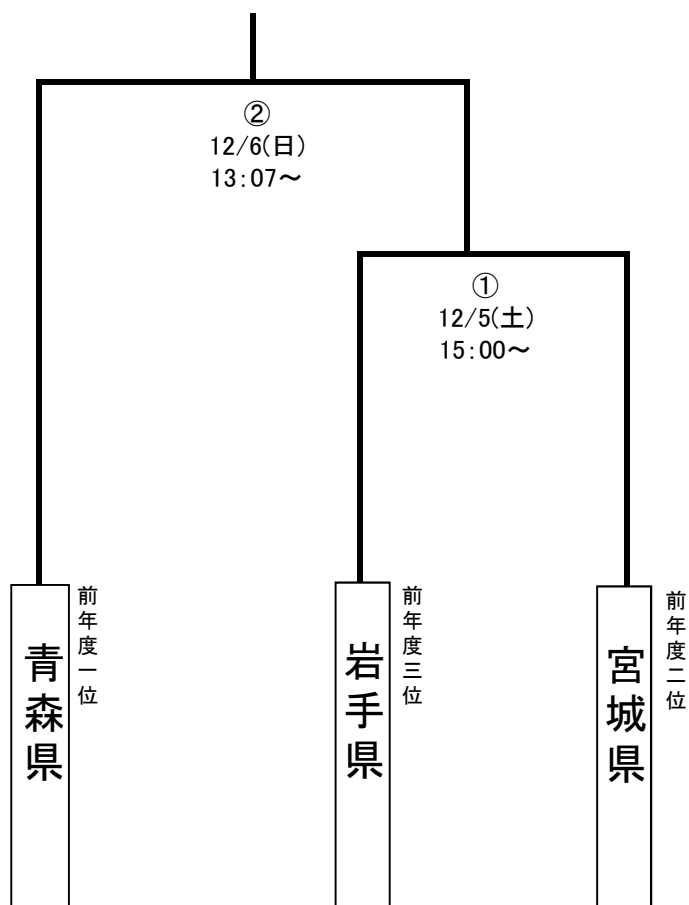 ②
12/6(日)
13:07～
①
12/5(土)
15:00～
青森県
前年度一位
岩手県
前年度三位
宮城県
前年度二位